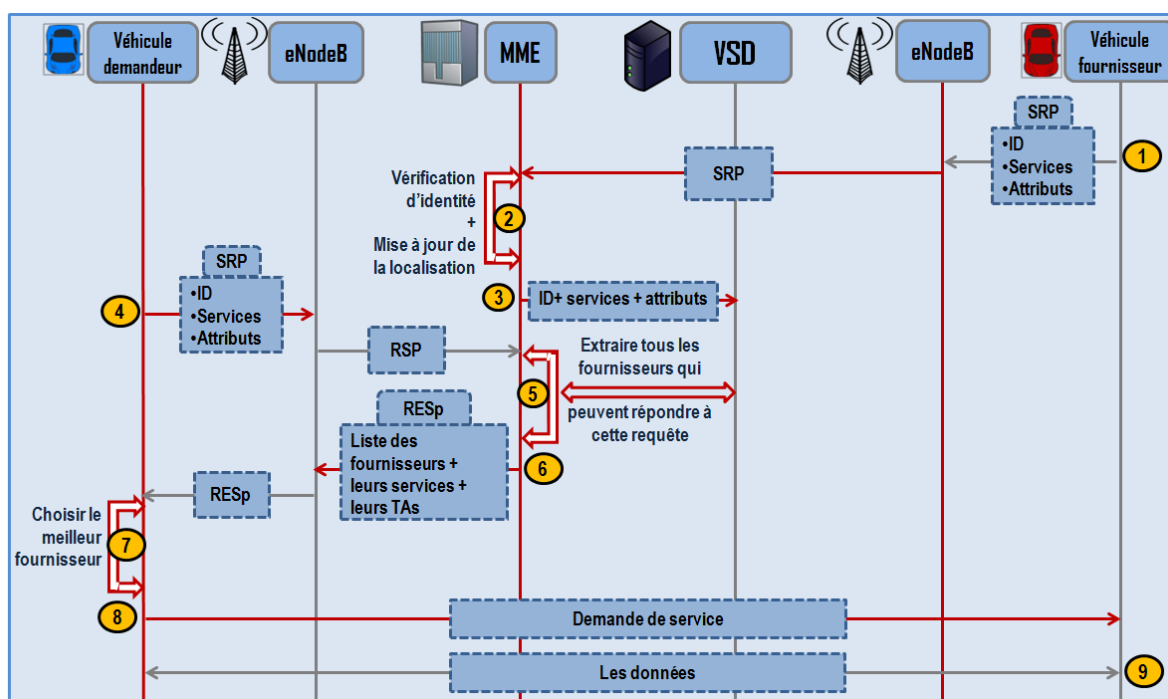 Véhicule
demandeur
eNodeB
MME
VSD
eNodeB
Véhicule
fournisseur
SRP
•ID
•Services
•Attributs
1
SRP
Vérification
d'identité
+
Mise à jour de
la localisation
2
SRP
•ID
•Services
•Attributs
4
3
ID+ services + attributs
RSP
Extraire tous les
fournisseurs qui
peuvent répondre à
cette requête
5
RESp
Liste des
fournisseurs +
leurs services +
leurs TAs
6
RESp
Choisir le
meilleur
fournisseur
7
8
Demande de service
Les données
9